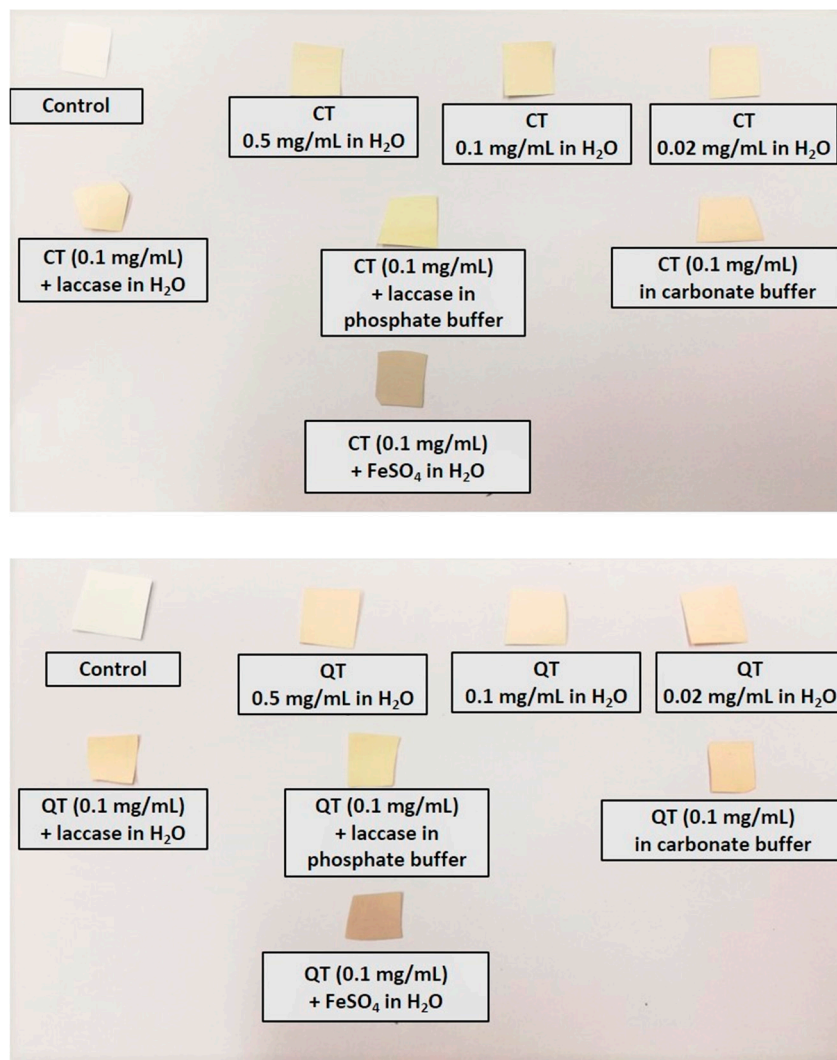 Control
CT
0.5 mg/mL in H₂O
CT
0.1 mg/mL in H₂O
CT
0.02 mg/mL in H₂O
CT (0.1 mg/mL)
+ laccase in H₂O
CT (0.1 mg/mL)
+ laccase in
phosphate buffer
CT (0.1 mg/mL)
in carbonate buffer
CT (0.1 mg/mL)
+ FeSO₄ in H₂O
Control
QT
0.5 mg/mL in H₂O
QT
0.1 mg/mL in H₂O
QT
0.02 mg/mL in H₂O
QT (0.1 mg/mL)
+ laccase in H₂O
QT (0.1 mg/mL)
+ laccase in
phosphate buffer
QT (0.1 mg/mL)
in carbonate buffer
QT (0.1 mg/mL)
+ FeSO₄ in H₂O